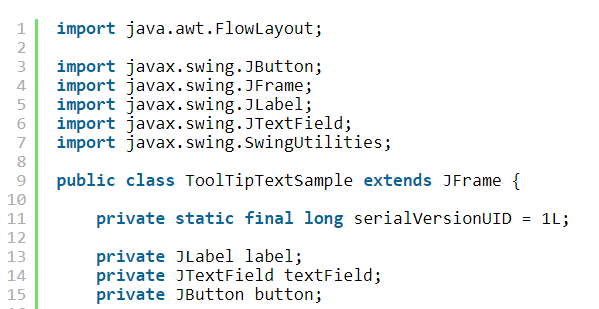 1 import java.awt.FlowLayout;
2
3 import javax.swing.JButton;
4 import javax.swing.JFrame;
5 import javax.swing.JLabel;
6 import javax.swing.JTextField;
7 import javax.swing.SwingUtilities;
8
9 public class ToolTipTextSample extends JFrame {
10
11     private static final long serialVersionUID = 1L;
12
13     private JLabel label;
14     private JTextField textField;
15     private JButton button;